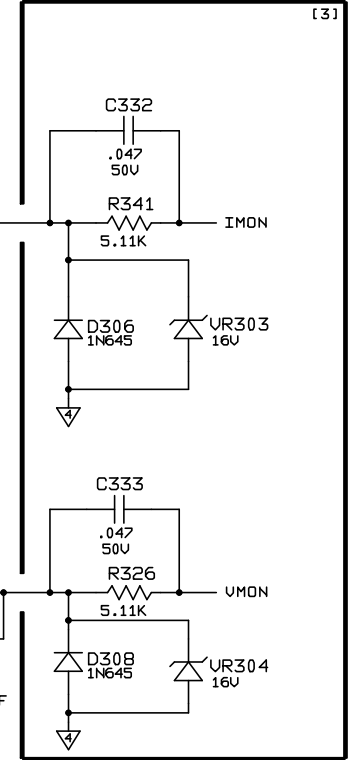 [3]
C332
.047
50V
R341
IMON
5.11K
D306
1N645
VR303
16V
4
C333
.047
50V
R326
VMON
5.11K
D308
1N645
VR304
16V
F
4